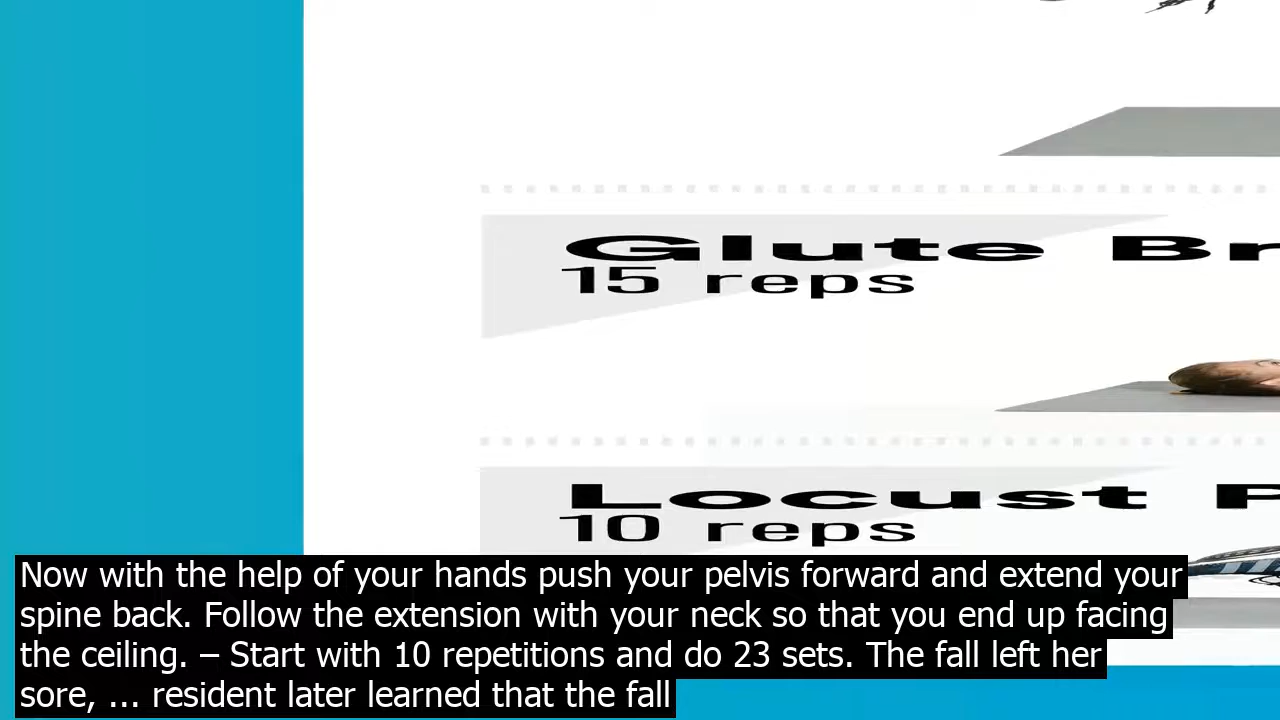 Glute
15 reps
Locust
10 reps
Now with the help of your hands push your pelvis forward and extend your
spine back. Follow the extension with your neck so that you end up facing
the ceiling. – Start with 10 repetitions and do 23 sets. The fall left her
sore, ... resident later learned that the fall